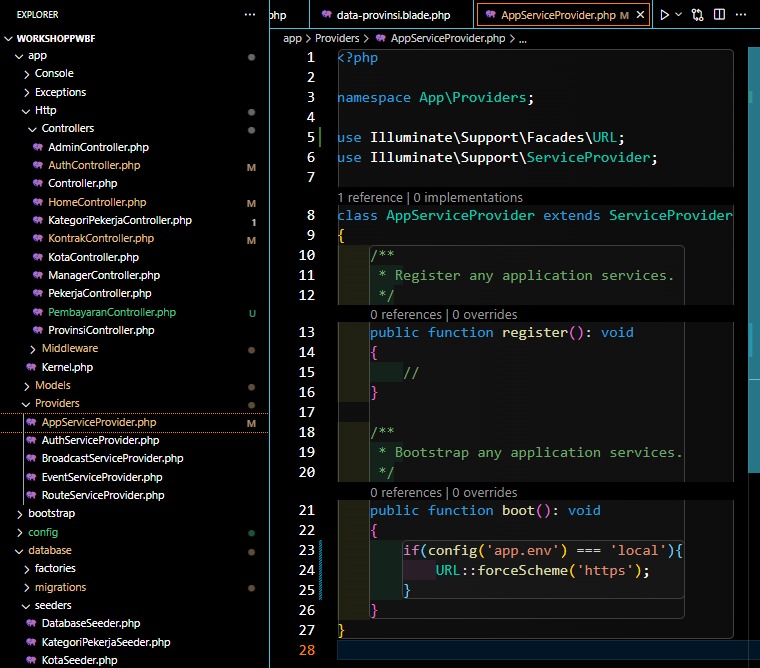 EXPLORER
WORKSHOPPWBF
app
Console
Exceptions
Http
Controllers
AdminController.php
AuthController.php M
Controller.php
HomeController.php M
KategoriPekerjaController.php 1
KontrakController.php M
KotaController.php
ManagerController.php
PekerjaController.php
PembayaranController.php U
ProvinsiController.php
Middleware
Kernel.php
Models
Providers
AppServiceProvider.php M
AuthServiceProvider.php
BroadcastServiceProvider.php
EventServiceProvider.php
RouteServiceProvider.php
bootstrap
config
database
factories
migrations
seeders
DatabaseSeeder.php
KategoriPekerjaSeeder.php
KotaSeeder.php
php data-provinsi.blade.php AppServiceProvider.php M
app > Providers > AppServiceProvider.php > ...
1 <?php
2
3 namespace App\Providers;
4
5 use Illuminate\Support\Facades\URL;
6 use Illuminate\Support\ServiceProvider;
7
1 reference | 0 implementations
8 class AppServiceProvider extends ServiceProvider
9 {
10 /**
11 * Register any application services.
12 */
0 references | 0 overrides
13 public function register(): void
14 {
15 //
16 }
17
18 /**
19 * Bootstrap any application services.
20 */
0 references | 0 overrides
21 public function boot(): void
22 {
23 if(config('app.env') === 'local'){
24 URL::forceScheme('https');
25 }
26 }
27 }
28